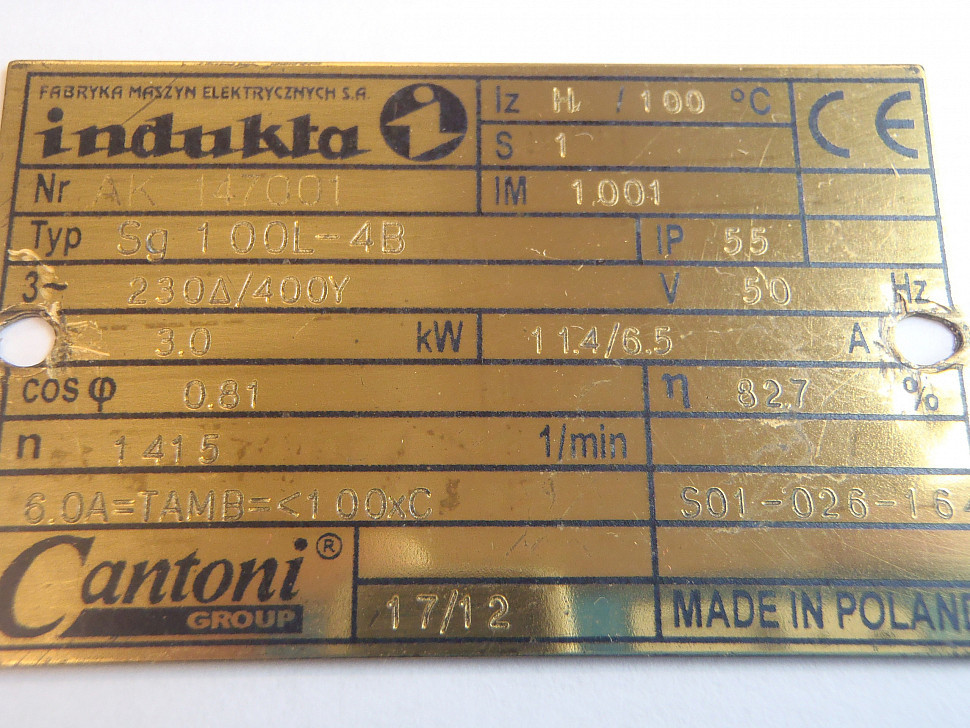 FABRYKA MASZYN ELEKTRYCZNYCH S.A.
indukta
Iz H / 100 °C
CE
S 1
Nr AK 147001
IM 1001
Typ Sg 100L-4B
IP 55
3~ 230Δ/400Y V 50 Hz
3.0 kW
11.4/6.5 A
cos φ 0.81
η 82.7 %
n 1415 1/min
6.0A=TAMB=<100xC
S01-026-164
Cantoni®
GROUP
17/12
MADE IN POLAND